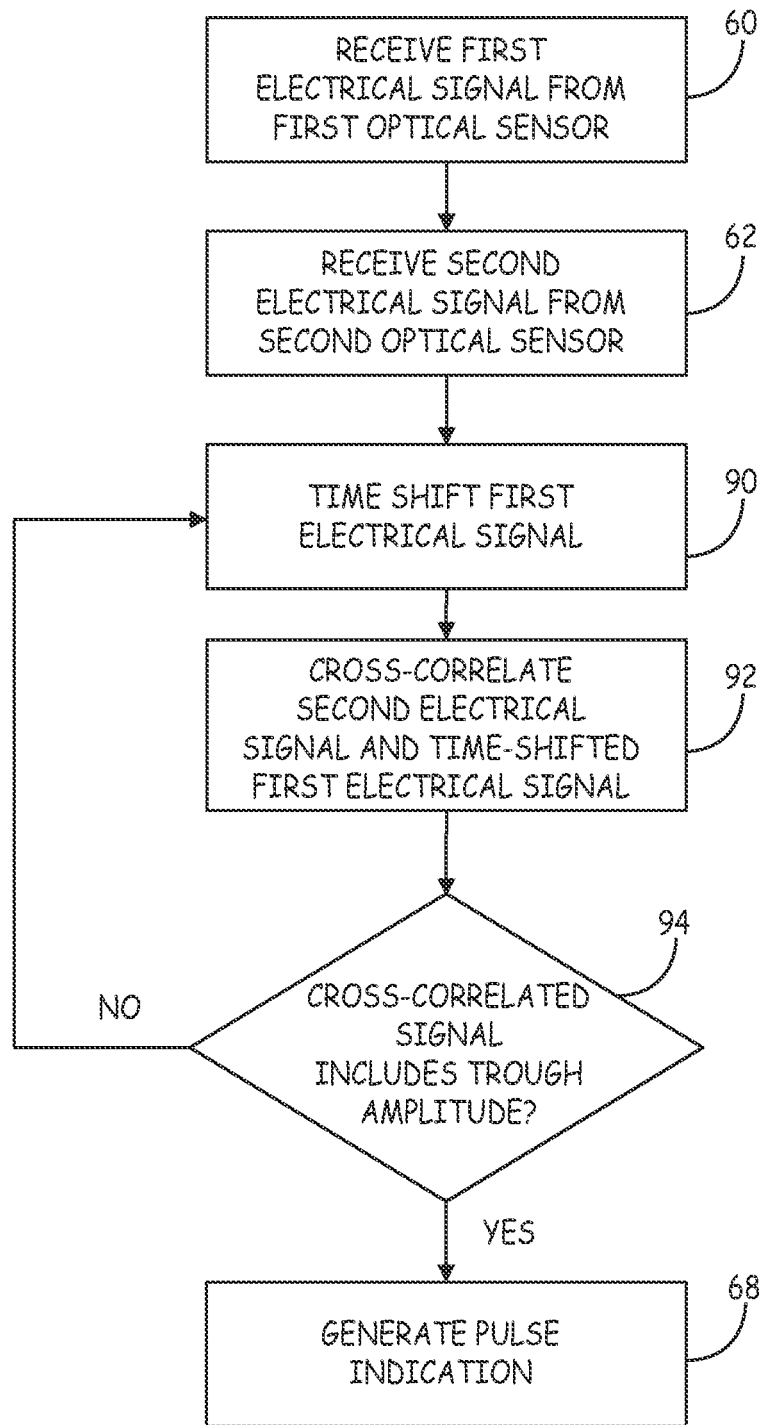 60
RECEIVE FIRST
ELECTRICAL SIGNAL FROM
FIRST OPTICAL SENSOR
62
RECEIVE SECOND
ELECTRICAL SIGNAL FROM
SECOND OPTICAL SENSOR
90
TIME SHIFT FIRST
ELECTRICAL SIGNAL
92
CROSS-CORRELATE
SECOND ELECTRICAL
SIGNAL AND TIME-SHIFTED
FIRST ELECTRICAL SIGNAL
94
CROSS-CORRELATED
SIGNAL
INCLUDES TROUGH
AMPLITUDE?
NO
YES
68
GENERATE PULSE
INDICATION